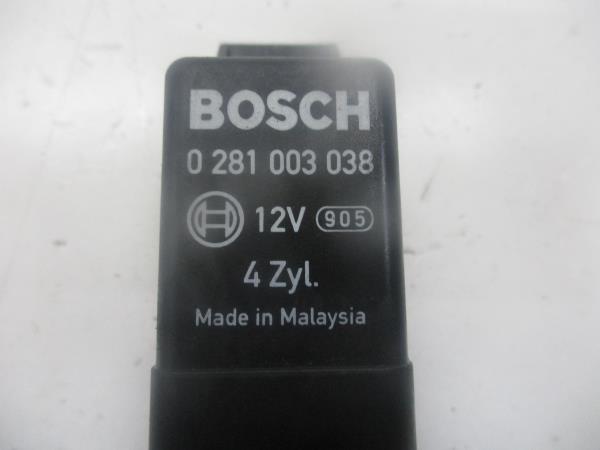 BOSCH
0 281 003 038
12V 905
4 Zyl.
Made in Malaysia